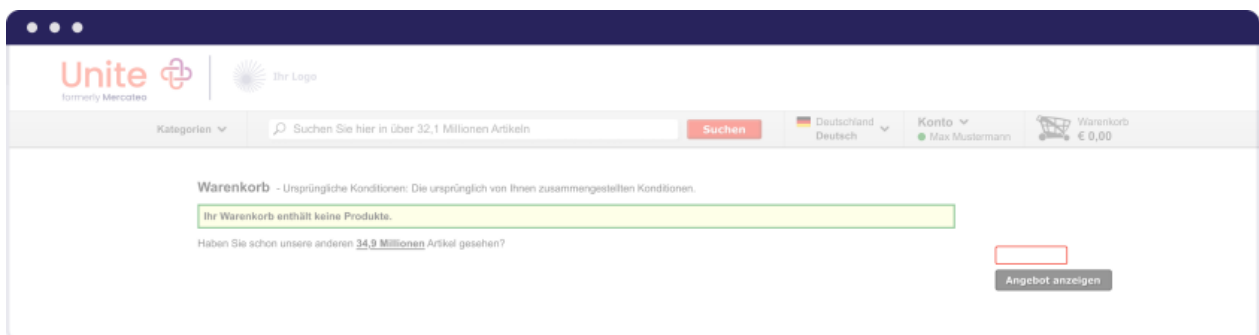 Unite
formerly Mercateo
Ihr Logo
Kategorien
Suchen Sie hier in über 32,1 Millionen Artikeln
Suchen
Deutschland
Deutsch
Konto
Max Mustermann
Warenkorb
€ 0,00
Warenkorb - Ursprüngliche Konditionen: Die ursprünglich von Ihnen zusammengestellten Konditionen.
Ihr Warenkorb enthält keine Produkte.
Haben Sie schon unsere anderen 34,9 Millionen Artikel gesehen?
Angebot anzeigen